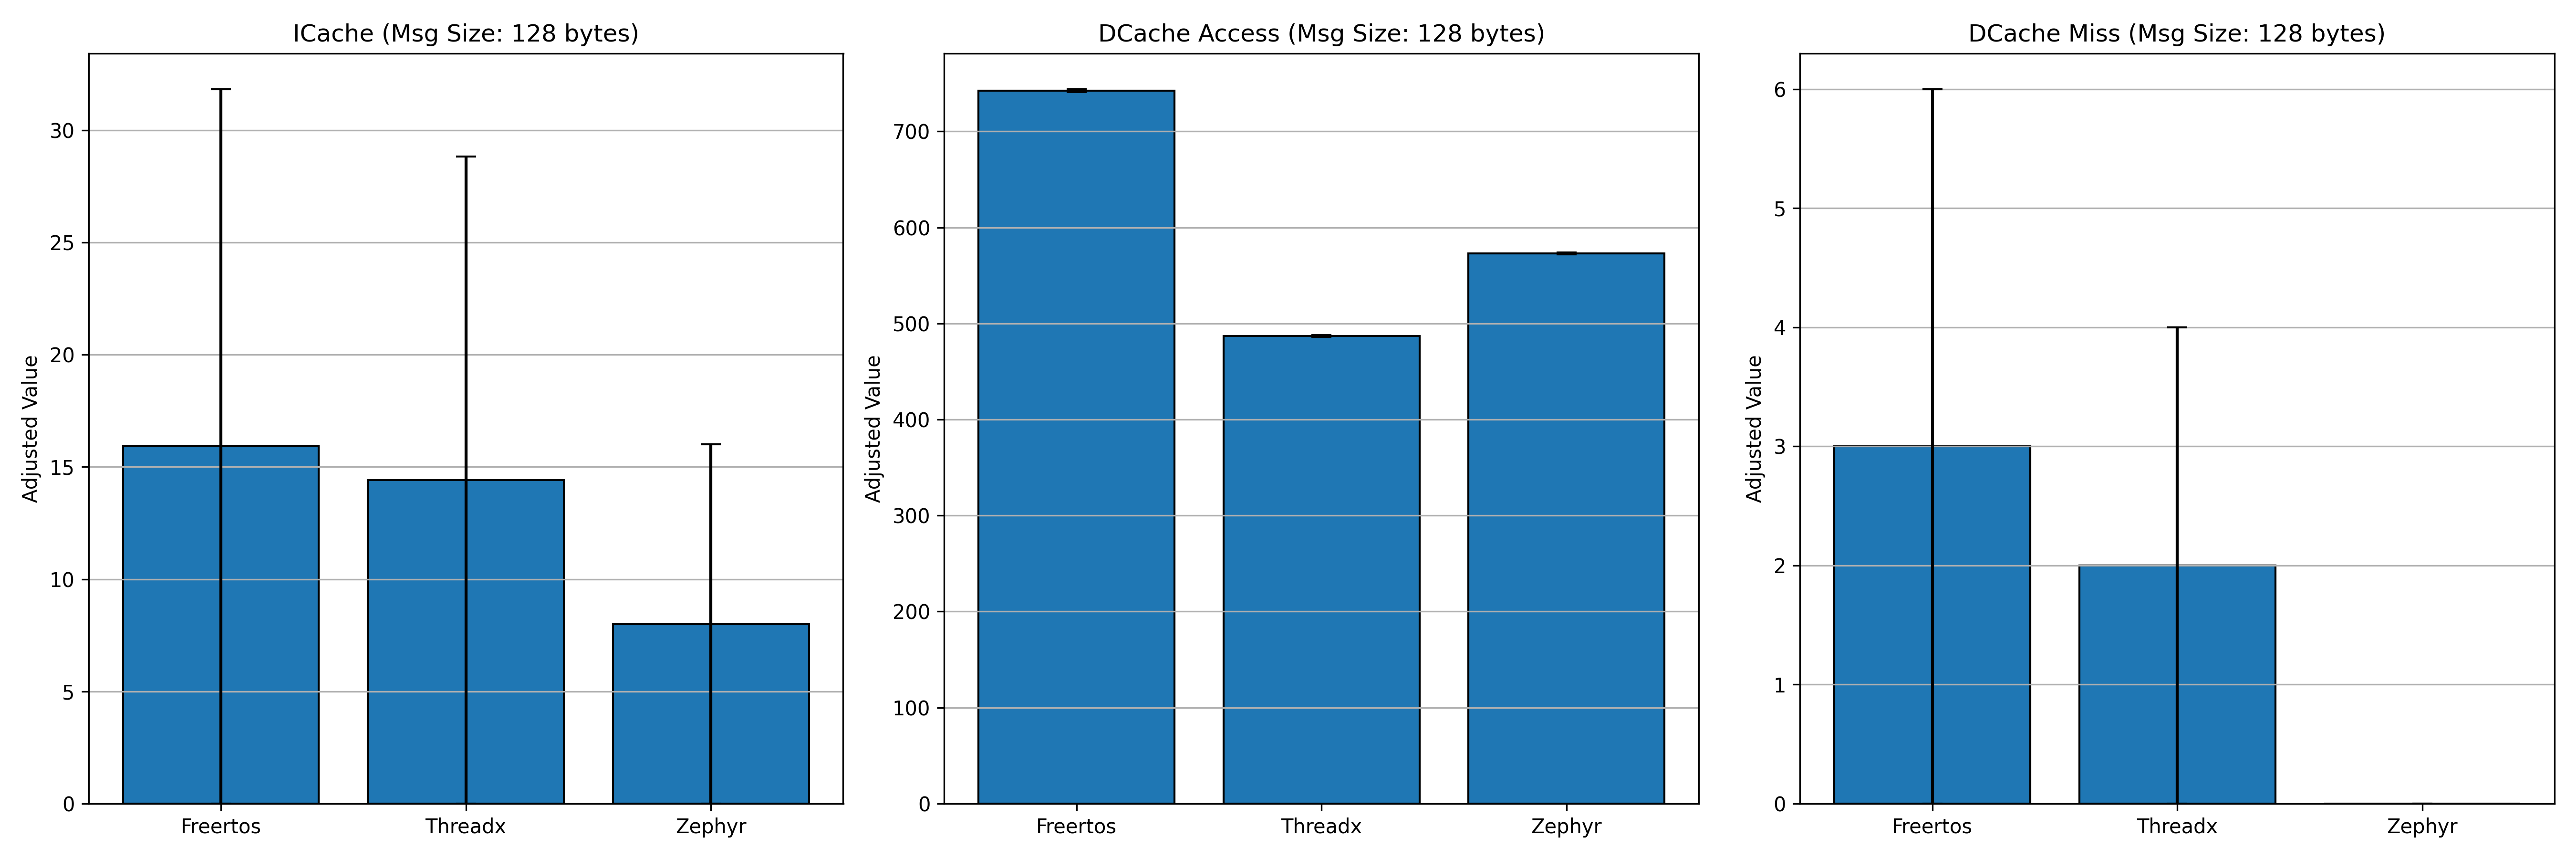 ICache (Msg Size: 128 bytes)
Adjusted Value
30
25
20
15
10
5
0
Freertos
Threadx
Zephyr
DCache Access (Msg Size: 128 bytes)
Adjusted Value
700
600
500
400
300
200
100
0
Freertos
Threadx
Zephyr
DCache Miss (Msg Size: 128 bytes)
Adjusted Value
6
5
4
3
2
1
0
Freertos
Threadx
Zephyr